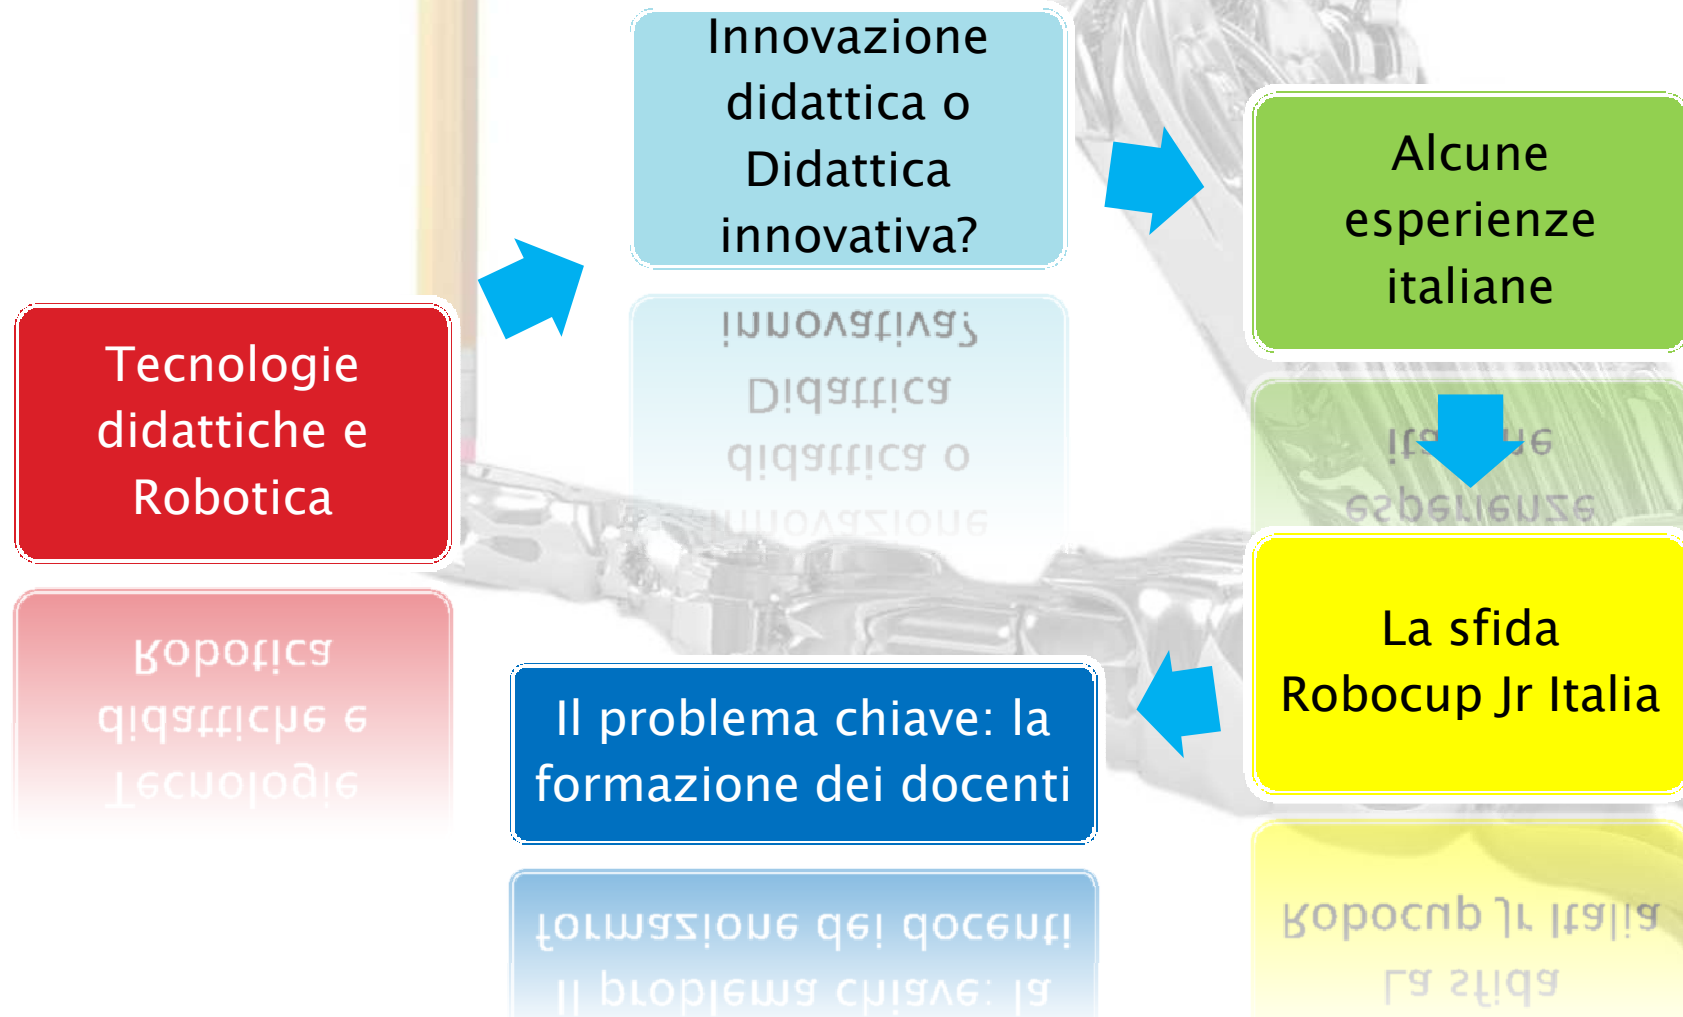 Tecnologie
didattiche e
Robotica
Innovazione
didattica o
Didattica
innovativa?
Alcune
esperienze
italiane
La sfida
Robocup Jr Italia
Il problema chiave: la
formazione dei docenti